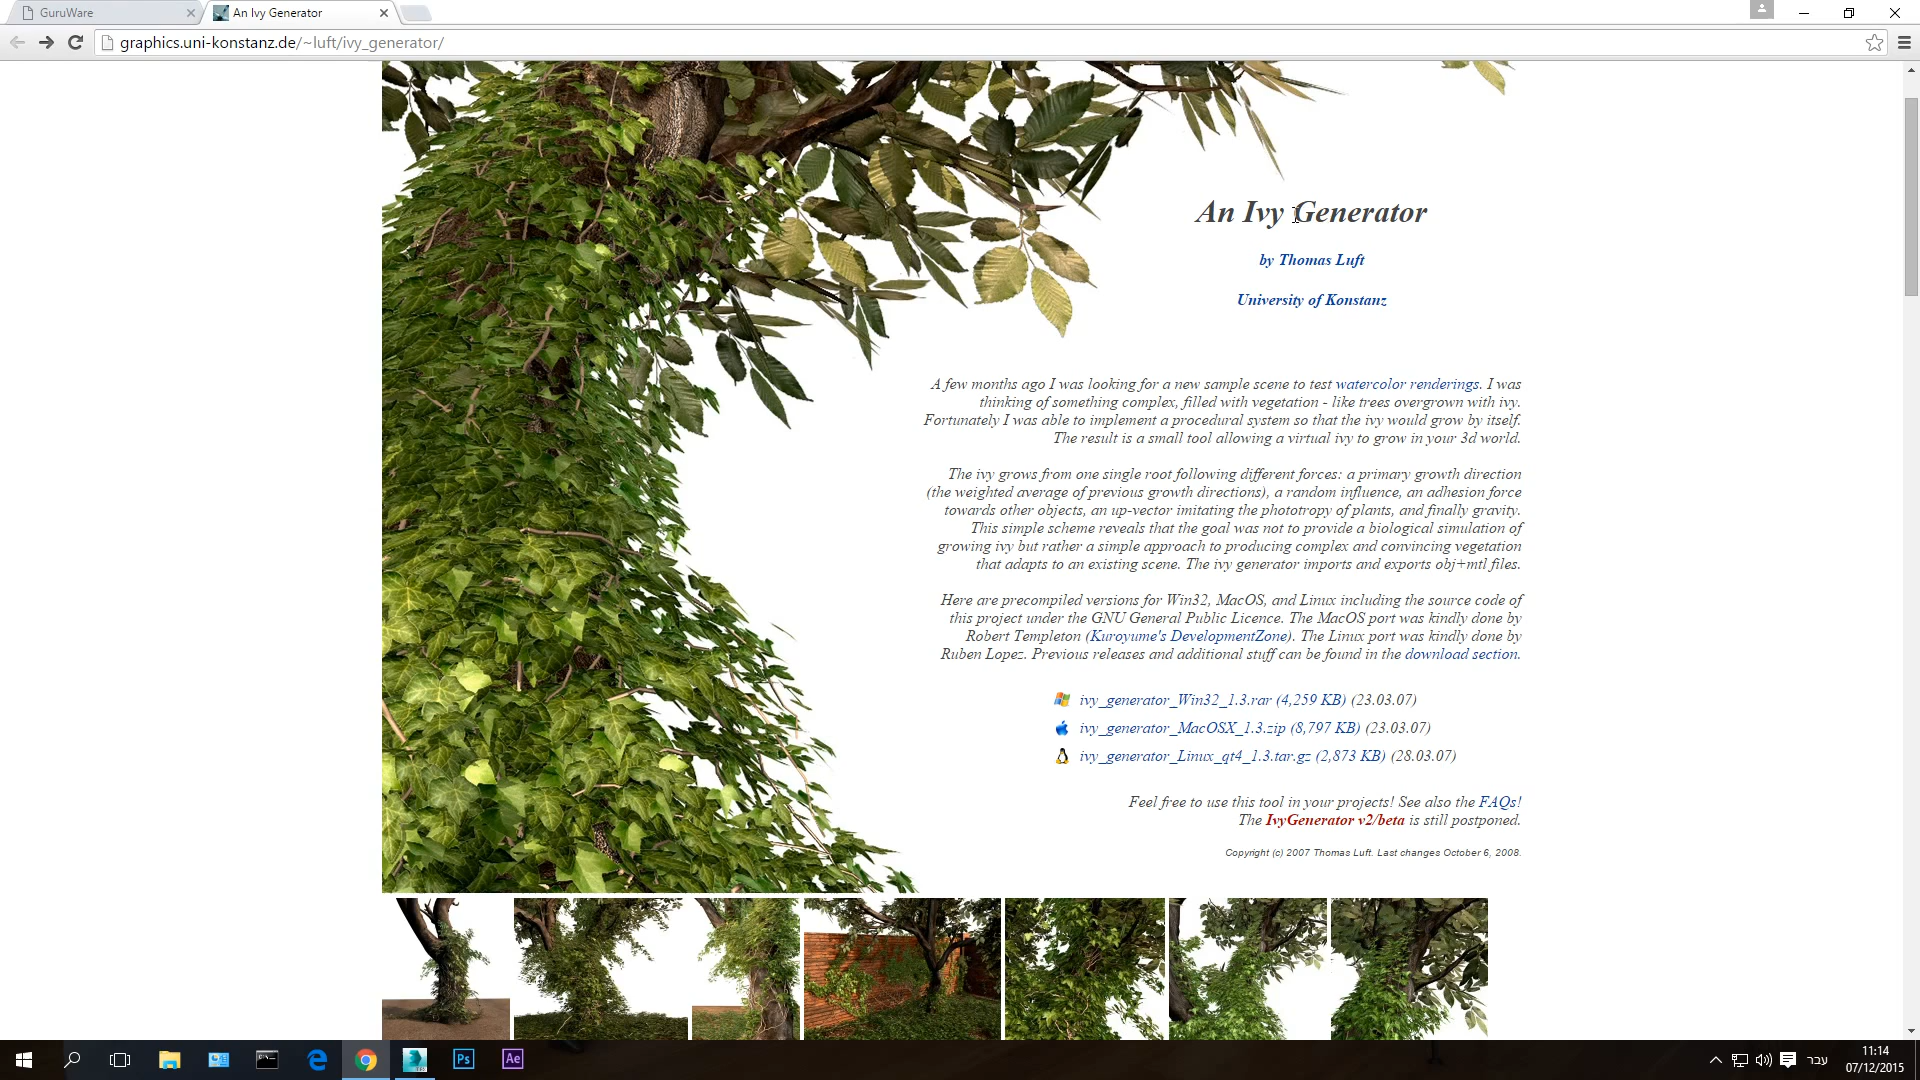 GuruWare
An Ivy Generator
graphics.uni-konstanz.de/~luft/ivy_generator/
An Ivy Generator
by Thomas Luft
University of Konstanz
A few months ago I was looking for a new sample scene to test watercolor renderings. I was
thinking of something complex, filled with vegetation - like trees overgrown with ivy.
Fortunately I was able to implement a procedural system so that the ivy would grow by itself.
The result is a small tool allowing a virtual ivy to grow in your 3d world.
The ivy grows from one single root following different forces: a primary growth direction
(the weighted average of previous growth directions), a random influence, an adhesion force
towards other objects, an up-vector imitating the phototropy of plants, and finally gravity.
This simple scheme reveals that the goal was not to provide a biological simulation of
growing ivy but rather a simple approach to producing complex and convincing vegetation
that adapts to an existing scene. The ivy generator imports and exports obj+mtl files.
Here are precompiled versions for Win32, MacOS, and Linux including the source code of
this project under the GNU General Public Licence. The MacOS port was kindly done by
Robert Templeton (Kuroyume's DevelopmentZone). The Linux port was kindly done by
Ruben Lopez. Previous releases and additional stuff can be found in the download section.
ivy_generator_Win32_1.3.rar (4,259 KB) (23.03.07)
ivy_generator_MacOSX_1.3.zip (8,797 KB) (23.03.07)
ivy_generator_Linux_qt4_1.3.tar.gz (2,873 KB) (28.03.07)
Feel free to use this tool in your projects! See also the FAQs!
The IvyGenerator v2/beta is still postponed.
Copyright (c) 2007 Thomas Luft. Last changes October 6, 2008.
Ps
Ae
עבר
11:14
07/12/2015